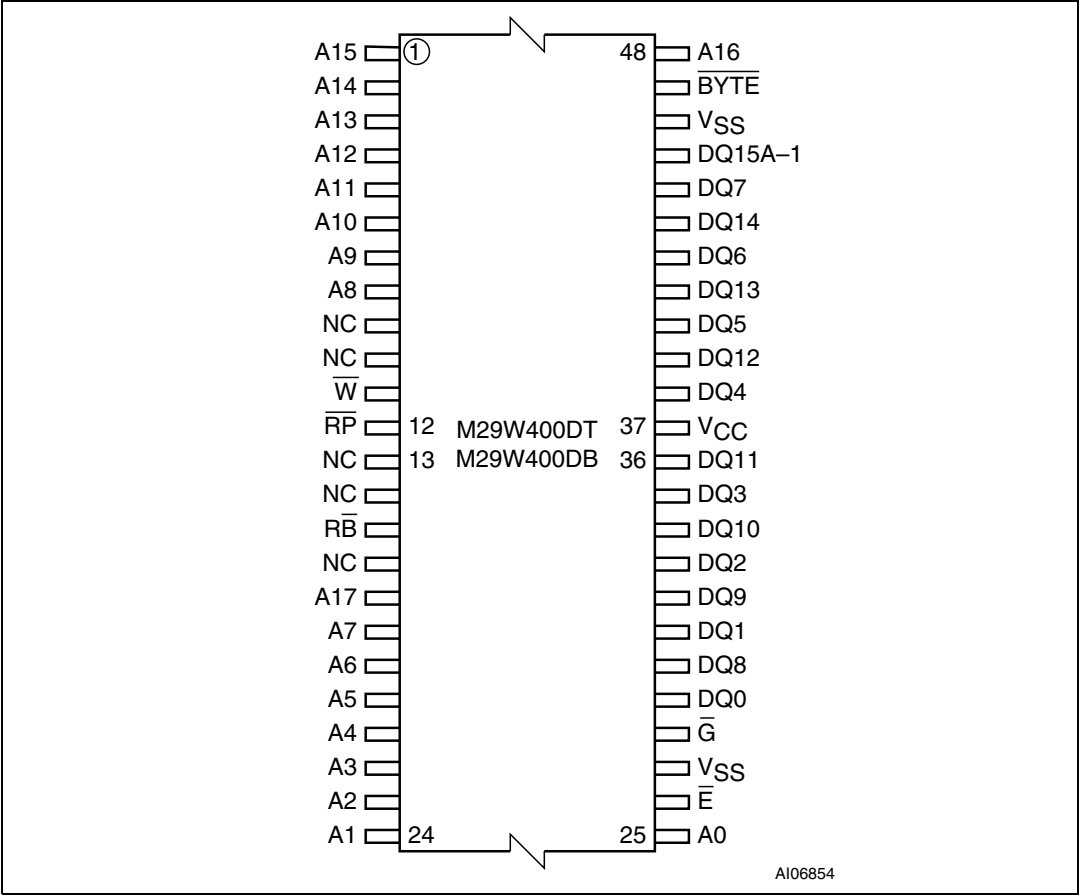 A15 ① 48 A16
A14 B̅Y̅T̅E̅
A13 VSS
A12 DQ15A–1
A11 DQ7
A10 DQ14
A9 DQ6
A8 DQ13
NC DQ5
NC DQ12
W̅ DQ4
R̅P̅ 12 M29W400DT 37 VCC
NC 13 M29W400DB 36 DQ11
NC DQ3
RB̅ DQ10
NC DQ2
A17 DQ9
A7 DQ1
A6 DQ8
A5 DQ0
A4 G̅
A3 VSS
A2 E̅
A1 24 25 A0
AI06854